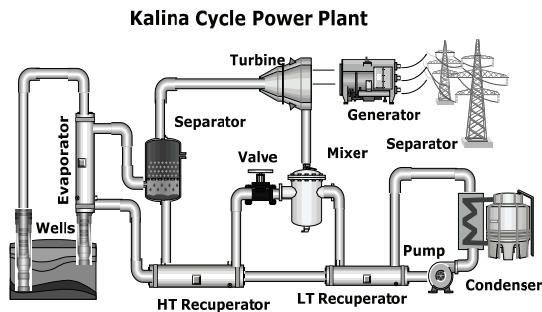 Kalina Cycle Power Plant
Turbine
Generator
Separator
Separator
Evaporator
Valve
Mixer
Wells
Pump
Condenser
HT Recuperator
LT Recuperator